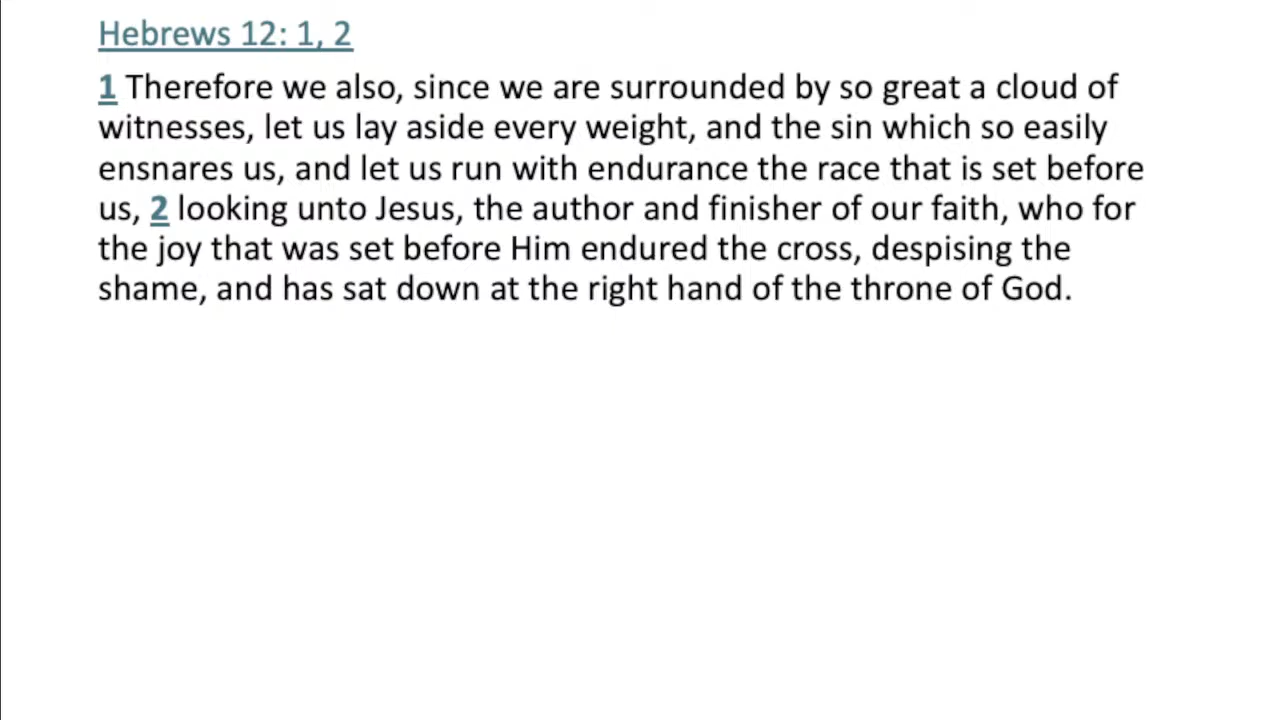 Hebrews 12: 1, 2
1 Therefore we also, since we are surrounded by so great a cloud of
witnesses, let us lay aside every weight, and the sin which so easily
ensnares us, and let us run with endurance the race that is set before
us, 2 looking unto Jesus, the author and finisher of our faith, who for
the joy that was set before Him endured the cross, despising the
shame, and has sat down at the right hand of the throne of God.